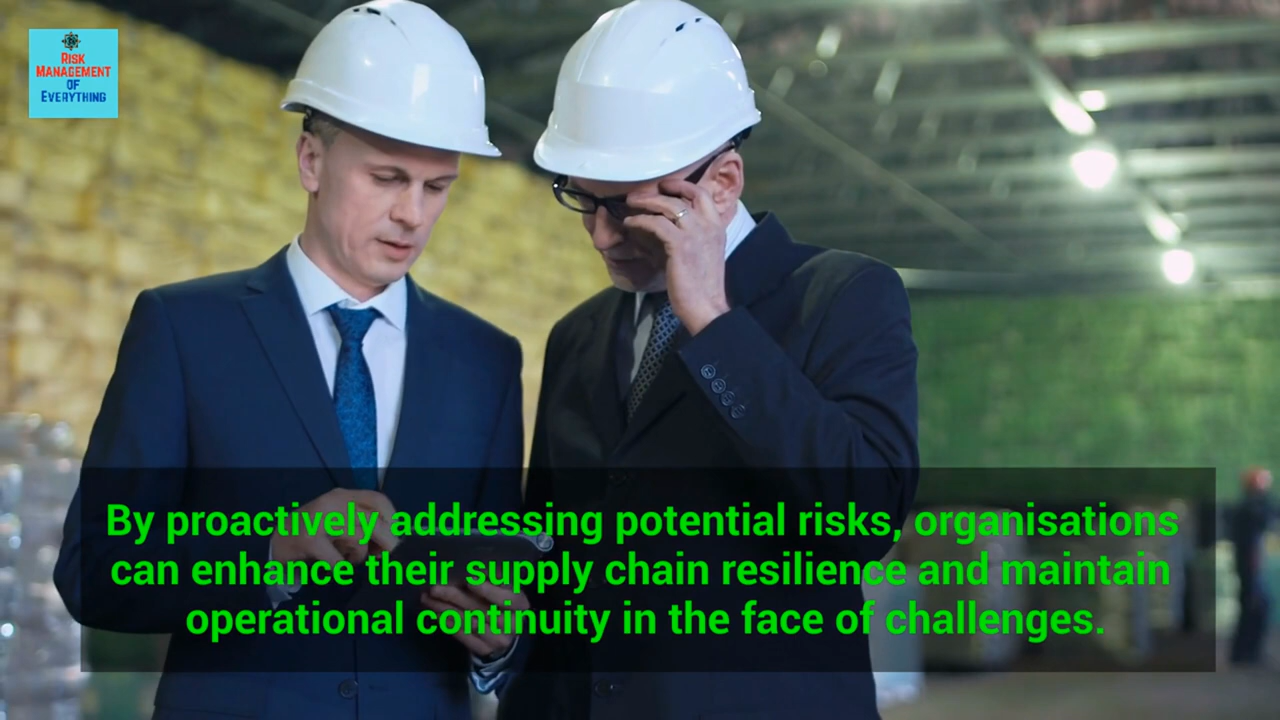 Risk
Management
of
Everything
By proactively addressing potential risks, organisations
can enhance their supply chain resilience and maintain
operational continuity in the face of challenges.